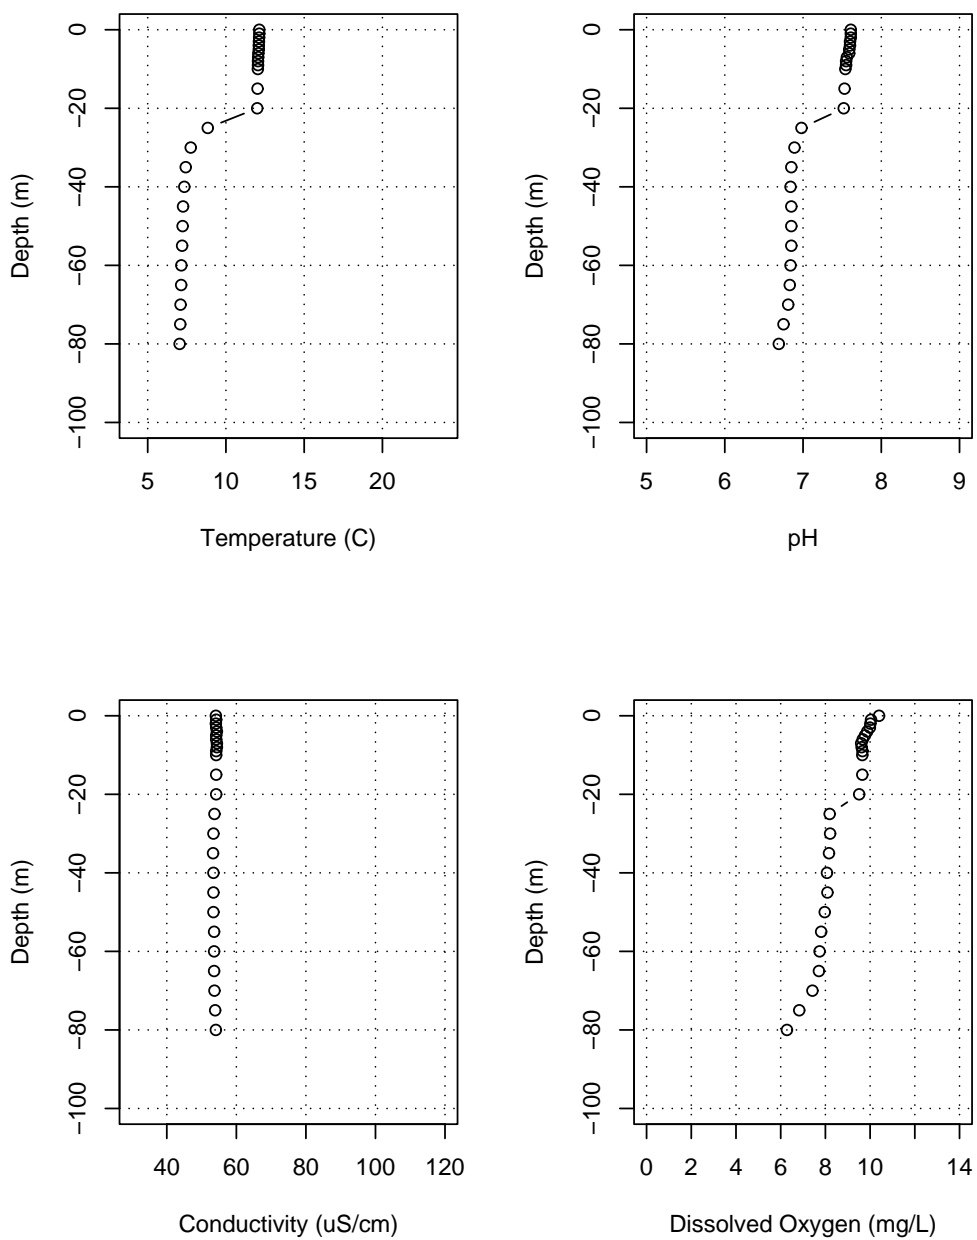 0
−20
−40
−60
−80
−100
Depth (m)
5 10 15 20
Temperature (C)
0
−20
−40
−60
−80
−100
Depth (m)
5 6 7 8 9
pH
0
−20
−40
−60
−80
−100
Depth (m)
40 60 80 100 120
Conductivity (uS/cm)
0
−20
−40
−60
−80
−100
Depth (m)
0 2 4 6 8 10 14
Dissolved Oxygen (mg/L)